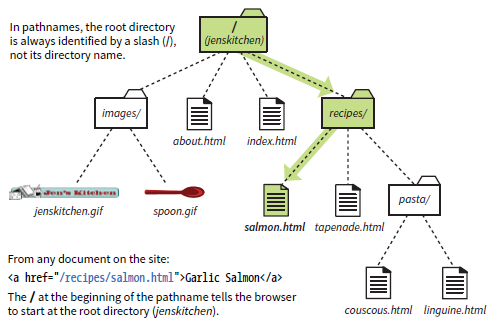 In pathnames, the root directory
is always identified by a slash (/),
not its directory name.
/
(jenskitchen)
images/
about.html
index.html
recipes/
Jen's Kitchen
jenskitchen.gif
spoon.gif
salmon.html
tapenade.html
pasta/
couscous.html
linguine.html
From any document on the site:
<a href="/recipes/salmon.html">Garlic Salmon</a>
The / at the beginning of the pathname tells the browser
to start at the root directory (jenskitchen).